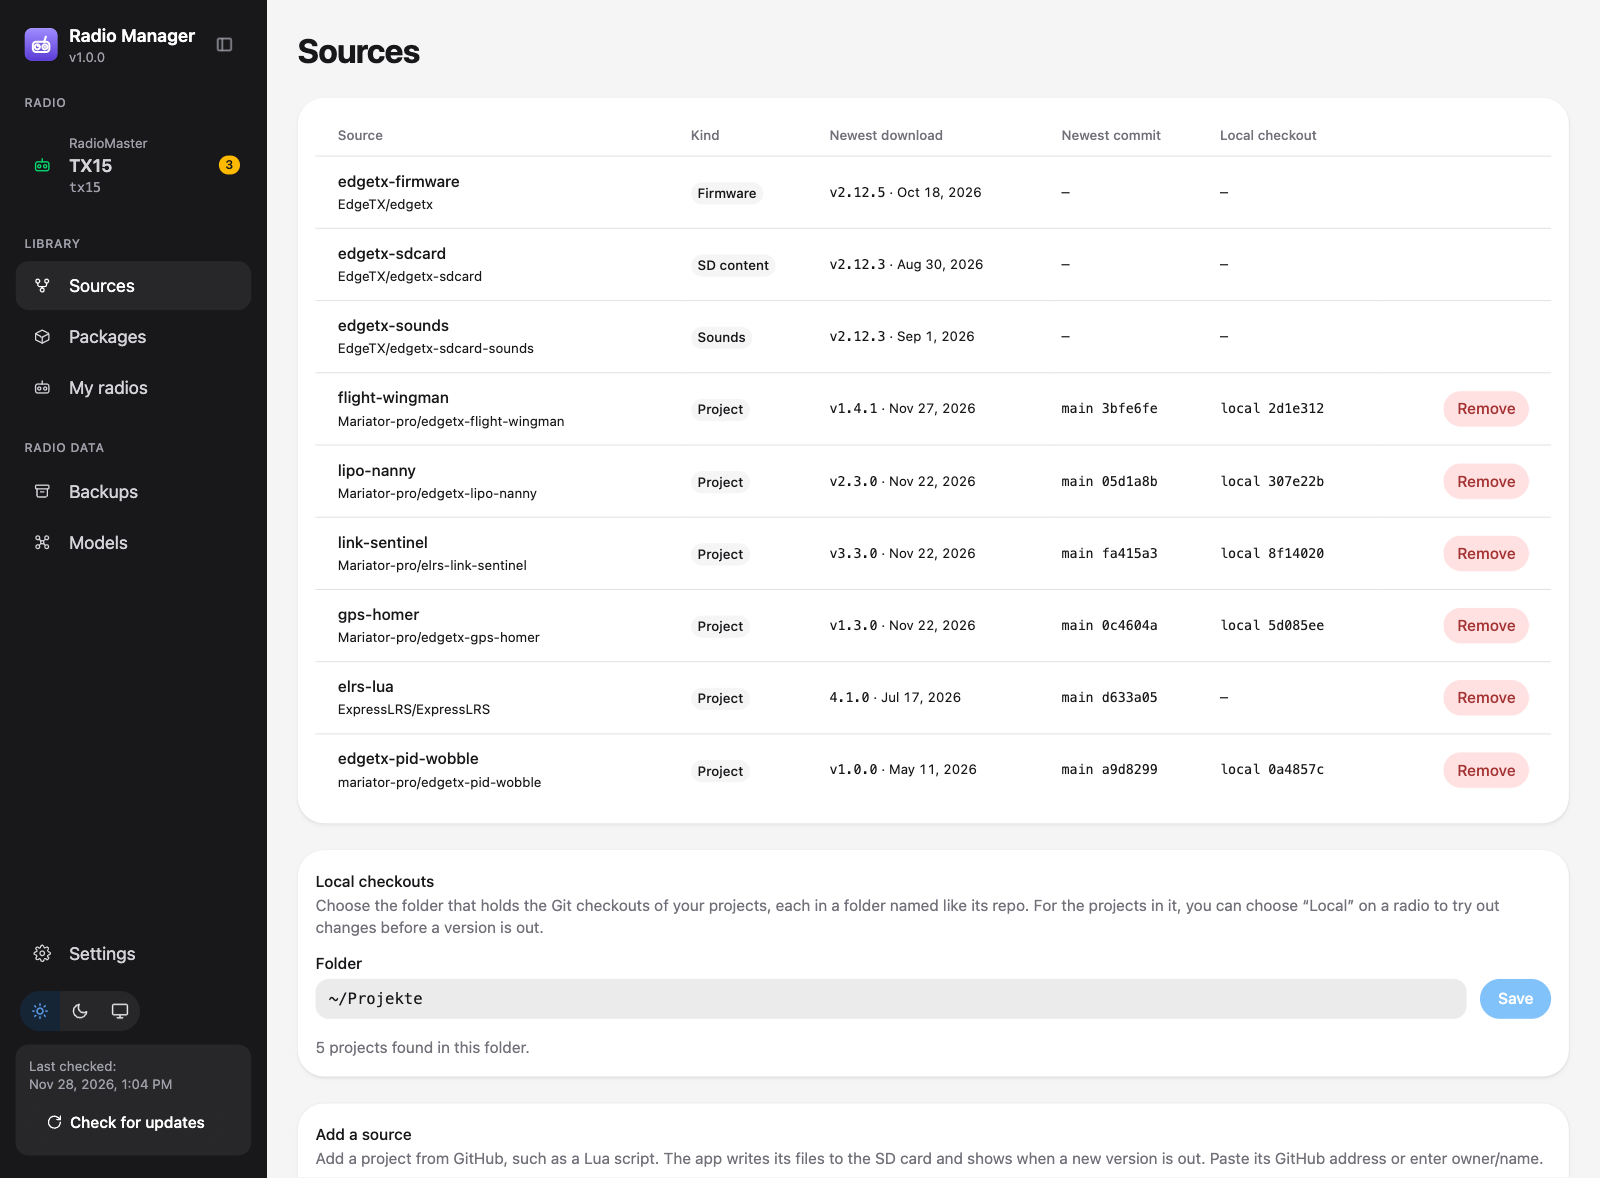 Radio Manager
v1.0.0
RADIO
RadioMaster
TX15
3
tx15
LIBRARY
Sources
Packages
My radios
RADIO DATA
Backups
Models
Settings
Last checked:
Nov 28, 2026, 1:04 PM
Check for updates
Sources
Source Kind Newest download Newest commit Local checkout
edgetx-firmware
EdgeTX/edgetx
Firmware v2.12.5 · Oct 18, 2026 – –
edgetx-sdcard
EdgeTX/edgetx-sdcard
SD content v2.12.3 · Aug 30, 2026 – –
edgetx-sounds
EdgeTX/edgetx-sdcard-sounds
Sounds v2.12.3 · Sep 1, 2026 – –
flight-wingman
Mariator-pro/edgetx-flight-wingman
Project v1.4.1 · Nov 27, 2026 main 3bfe6fe local 2d1e312 Remove
lipo-nanny
Mariator-pro/edgetx-lipo-nanny
Project v2.3.0 · Nov 22, 2026 main 05d1a8b local 307e22b Remove
link-sentinel
Mariator-pro/elrs-link-sentinel
Project v3.3.0 · Nov 22, 2026 main fa415a3 local 8f14020 Remove
gps-homer
Mariator-pro/edgetx-gps-homer
Project v1.3.0 · Nov 22, 2026 main 0c4604a local 5d085ee Remove
elrs-lua
ExpressLRS/ExpressLRS
Project 4.1.0 · Jul 17, 2026 main d633a05 – Remove
edgetx-pid-wobble
mariator-pro/edgetx-pid-wobble
Project v1.0.0 · May 11, 2026 main a9d8299 local 0a4857c Remove
Local checkouts
Choose the folder that holds the Git checkouts of your projects, each in a folder named like its repo. For the projects in it, you can choose “Local” on a radio to try out
changes before a version is out.
Folder
~/Projekte
Save
5 projects found in this folder.
Add a source
Add a project from GitHub, such as a Lua script. The app writes its files to the SD card and shows when a new version is out. Paste its GitHub address or enter owner/name.